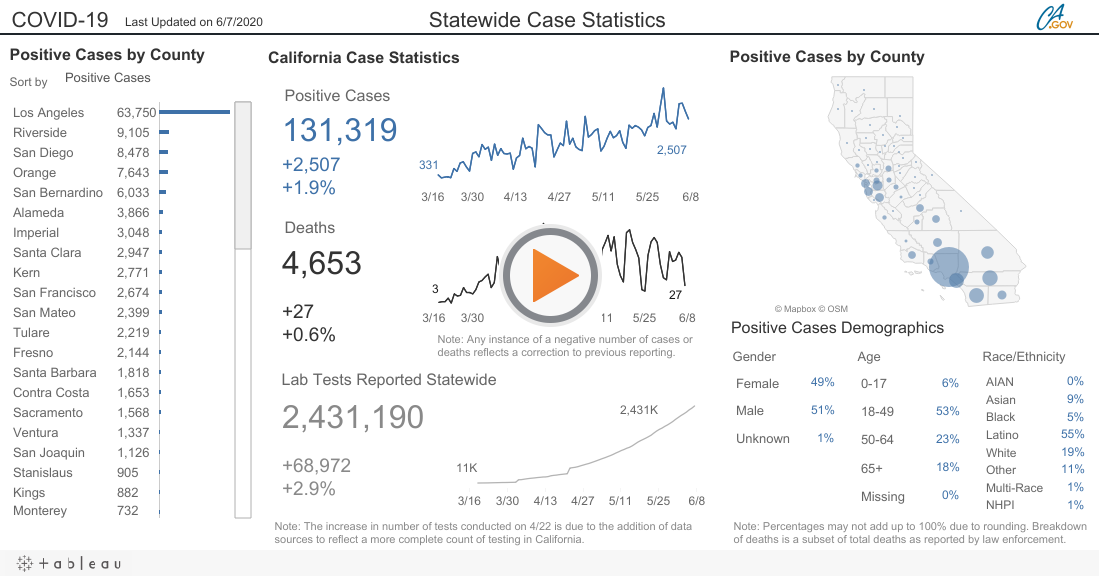 COVID-19 Last Updated on 6/7/2020
Statewide Case Statistics
CA.GOV
Positive Cases by County
Sort by Positive Cases
Los Angeles 63,750
Riverside 9,105
San Diego 8,478
Orange 7,643
San Bernardino 6,033
Alameda 3,866
Imperial 3,048
Santa Clara 2,947
Kern 2,771
San Francisco 2,674
San Mateo 2,399
Tulare 2,219
Fresno 2,144
Santa Barbara 1,818
Contra Costa 1,653
Sacramento 1,568
Ventura 1,337
San Joaquin 1,126
Stanislaus 905
Kings 882
Monterey 732
California Case Statistics
Positive Cases
131,319
+2,507
+1.9%
331
2,507
3/16 3/30 4/13 4/27 5/11 5/25 6/8
Deaths
4,653
+27
+0.6%
3
27
3/16 3/30 11 5/25 6/8
Note: Any instance of a negative number of cases or
deaths reflects a correction to previous reporting.
Lab Tests Reported Statewide
2,431,190
+68,972
+2.9%
11K
2,431K
3/16 3/30 4/13 4/27 5/11 5/25 6/8
Note: The increase in number of tests conducted on 4/22 is due to the addition of data
sources to reflect a more complete count of testing in California.
Positive Cases by County
© Mapbox © OSM
Positive Cases Demographics
Gender
Female 49%
Male 51%
Unknown 1%
Age
0-17 6%
18-49 53%
50-64 23%
65+ 18%
Missing 0%
Race/Ethnicity
AIAN 0%
Asian 9%
Black 5%
Latino 55%
White 19%
Other 11%
Multi-Race 1%
NHPI 1%
Note: Percentages may not add up to 100% due to rounding. Breakdown
of deaths is a subset of total deaths as reported by law enforcement.
+ableau